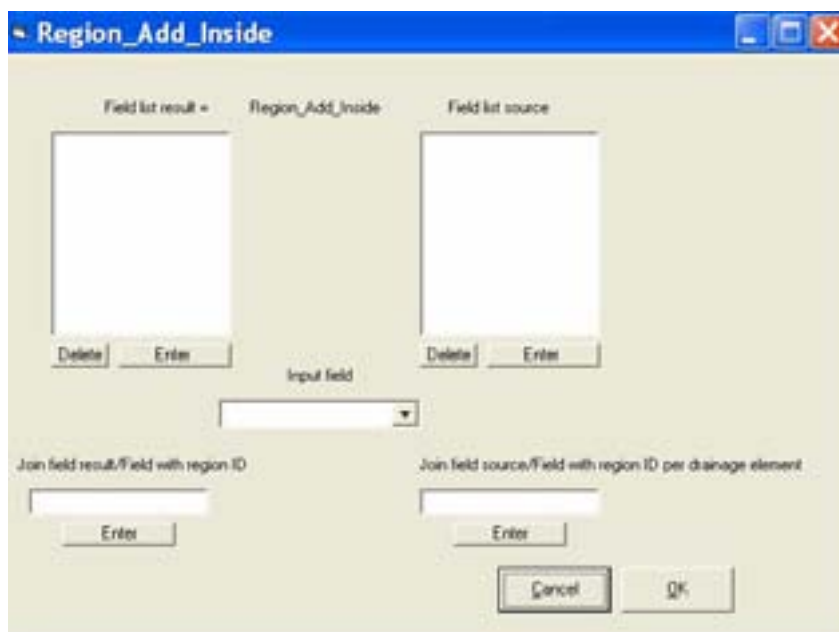 Region_Add_Inside
Field list result = Region_Add_Inside Field list source
Delete Enter Delete Enter
Input field
Join field result/Field with region ID Join field source/Field with region ID per drainage element
Enter Enter
Cancel OK